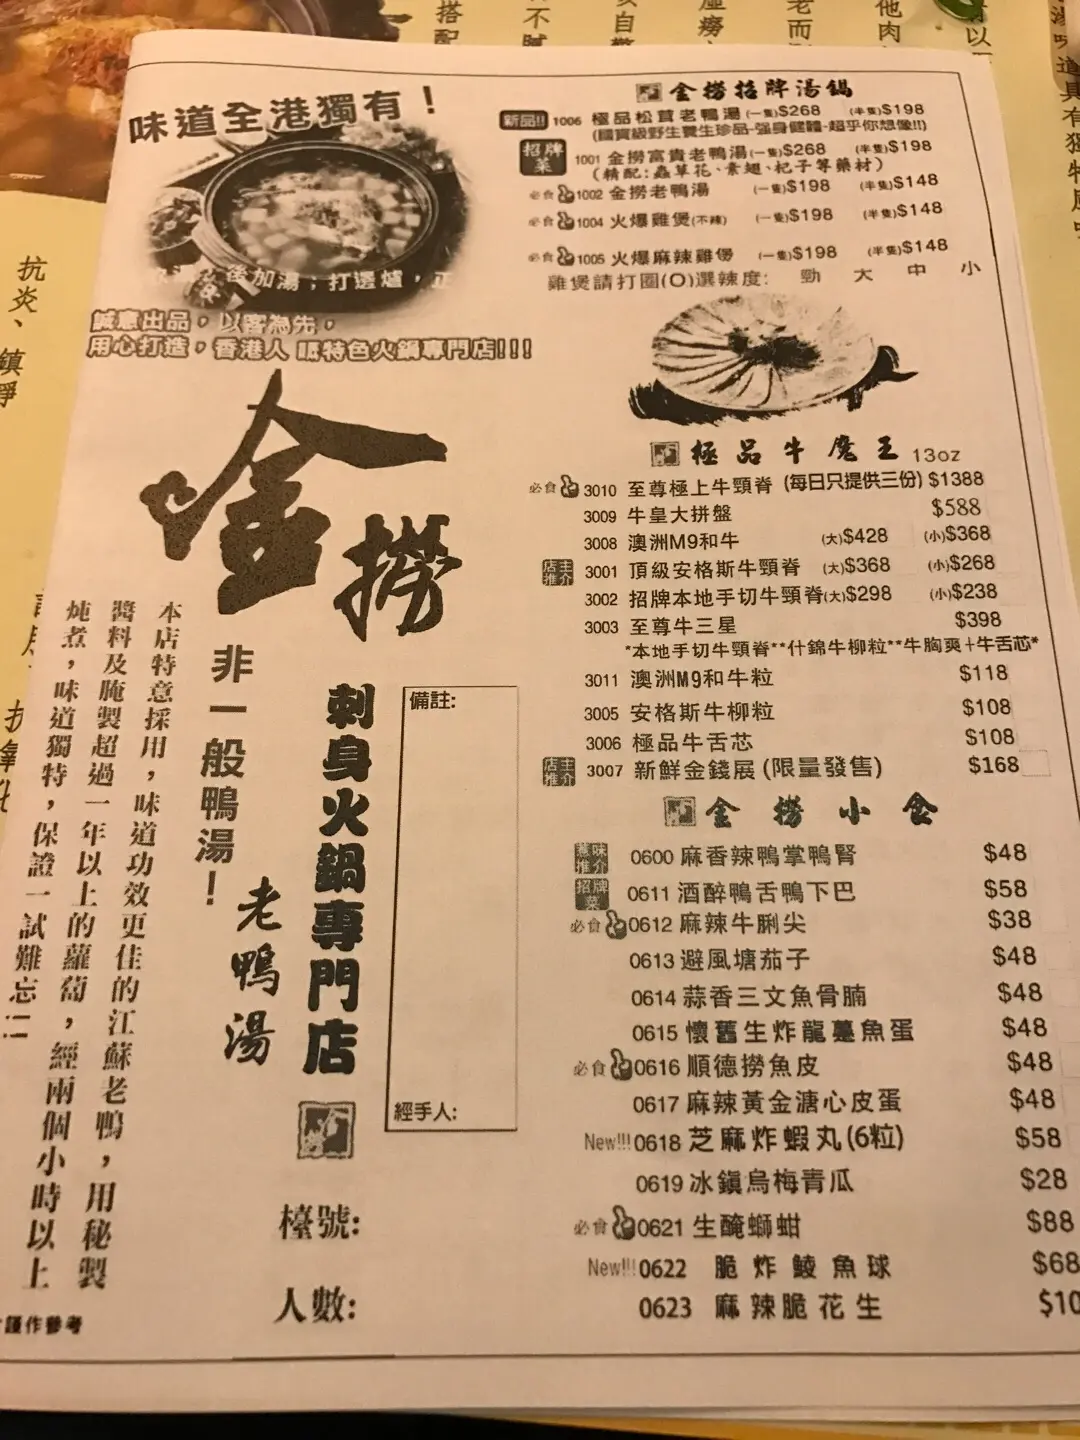 味道全港獨有！
後加湯；打邊爐，正
誠意出品，以客為先，
用心打造，香港人 嘅特色火鍋專門店!!!
金撈
非一般鴨湯！
老鴨湯
刺身火鍋專門店
本店特意採用，味道功效更佳的江蘇老鴨，用秘製
醬料及醃製超過一年以上的蘿蔔，經兩個小時以上
炖煮，味道獨特，保證一試難忘!!
備註:
經手人:
檯號:
人數:
謹作參考
金撈招牌湯鍋
新品!! 1006 極品松茸老鴨湯(一隻)$268 (半隻)$198
(國寶級野生養生珍品-强身健體-超乎你想像!!)
招牌菜 1001 金撈富貴老鴨湯(一隻)$268 (半隻)$198
(精配:蟲草花、素翅、杞子等藥材)
必食 1002 金撈老鴨湯 (一隻)$198 (半隻)$148
必食 1004 火爆雞煲(不辣) (一隻)$198 (半隻)$148
必食 1005 火爆麻辣雞煲 (一隻)$198 (半隻)$148
雞煲請打圈(O)選辣度: 勁 大 中 小
極品牛魔王 13oz
必食 3010 至尊極上牛頸脊 (每日只提供三份) $1388
3009 牛皇大拼盤 $588
3008 澳洲M9和牛 (大)$428 (小)$368
店主推介 3001 頂級安格斯牛頸脊 (大)$368 (小)$268
3002 招牌本地手切牛頸脊(大)$298 (小)$238
3003 至尊牛三星 $398
*本地手切牛頸脊**什錦牛柳粒**牛胸爽+牛舌芯*
3011 澳洲M9和牛粒 $118
3005 安格斯牛柳粒 $108
3006 極品牛舌芯 $108
店主推介 3007 新鮮金錢展 (限量發售) $168
金撈小食
推介 0600 麻香辣鴨掌鴨腎 $48
招牌菜 0611 酒醉鴨舌鴨下巴 $58
必食 0612 麻辣牛脷尖 $38
0613 避風塘茄子 $48
0614 蒜香三文魚骨腩 $48
0615 懷舊生炸龍躉魚蛋 $48
必食 0616 順德撈魚皮 $48
0617 麻辣黃金溏心皮蛋 $48
New!!! 0618 芝麻炸蝦丸(6粒) $58
0619 冰鎮烏梅青瓜 $28
必食 0621 生醃螄蚶 $88
New!!! 0622 脆炸鯪魚球 $68
0623 麻辣脆花生 $10
抗炎、鎮靜